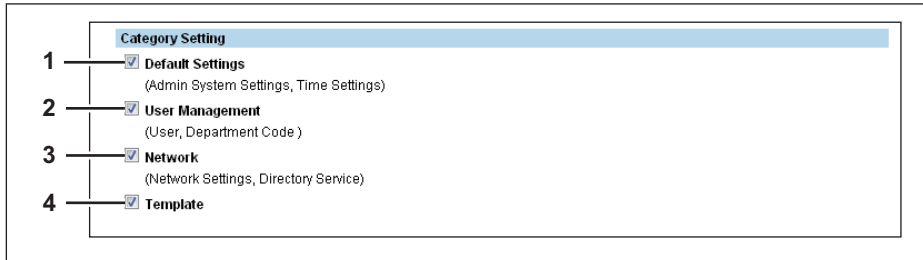 Category Setting
1 Default Settings
(Admin System Settings, Time Settings)
2 User Management
(User, Department Code )
3 Network
(Network Settings, Directory Service)
4 Template